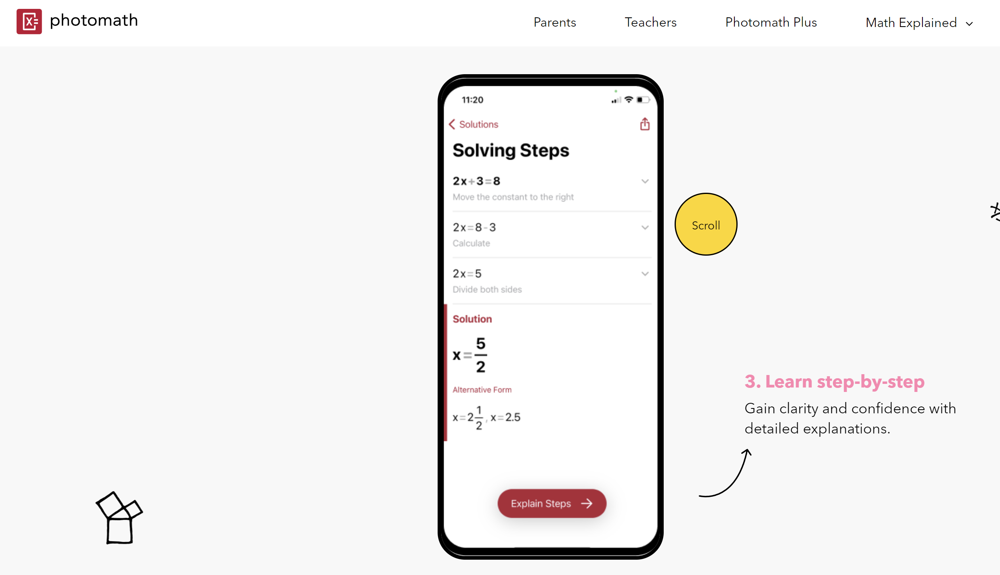 photomath
Parents
Teachers
Photomath Plus
Math Explained
11:20
Solutions
Solving Steps
2x+3=8
Move the constant to the right
2x=8-3
Calculate
2x=5
Divide both sides
Solution
x=5/2
Alternative Form
x=2 1/2, x=2.5
Explain Steps
Scroll
3. Learn step-by-step
Gain clarity and confidence with
detailed explanations.